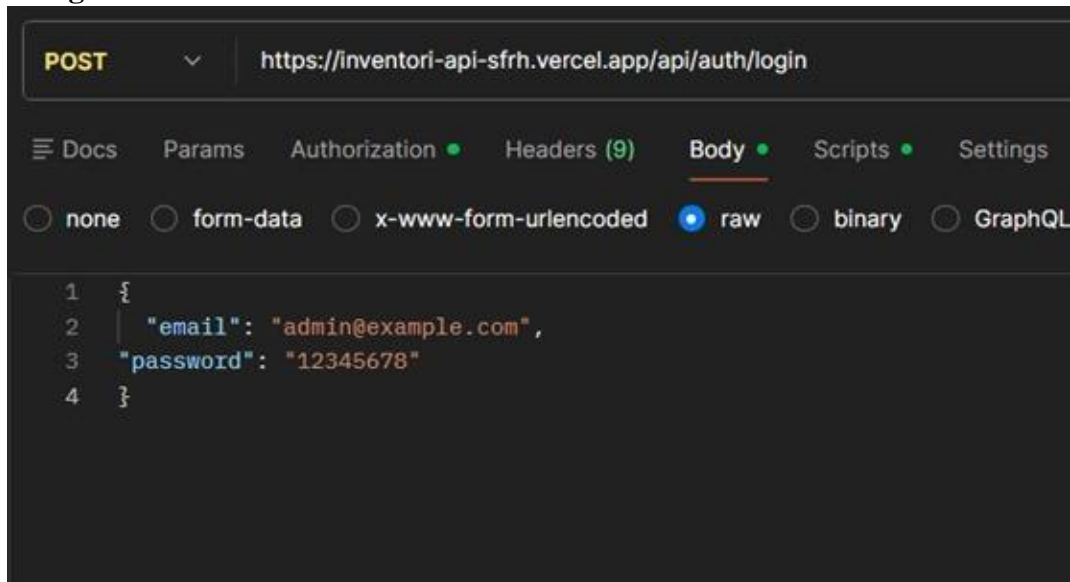 POST https://inventori-api-sfrh.vercel.app/api/auth/login
Docs Params Authorization Headers (9) Body Scripts Settings
none form-data x-www-form-urlencoded raw binary GraphQL
1 {
2 "email": "admin@example.com",
3 "password": "12345678"
4 }